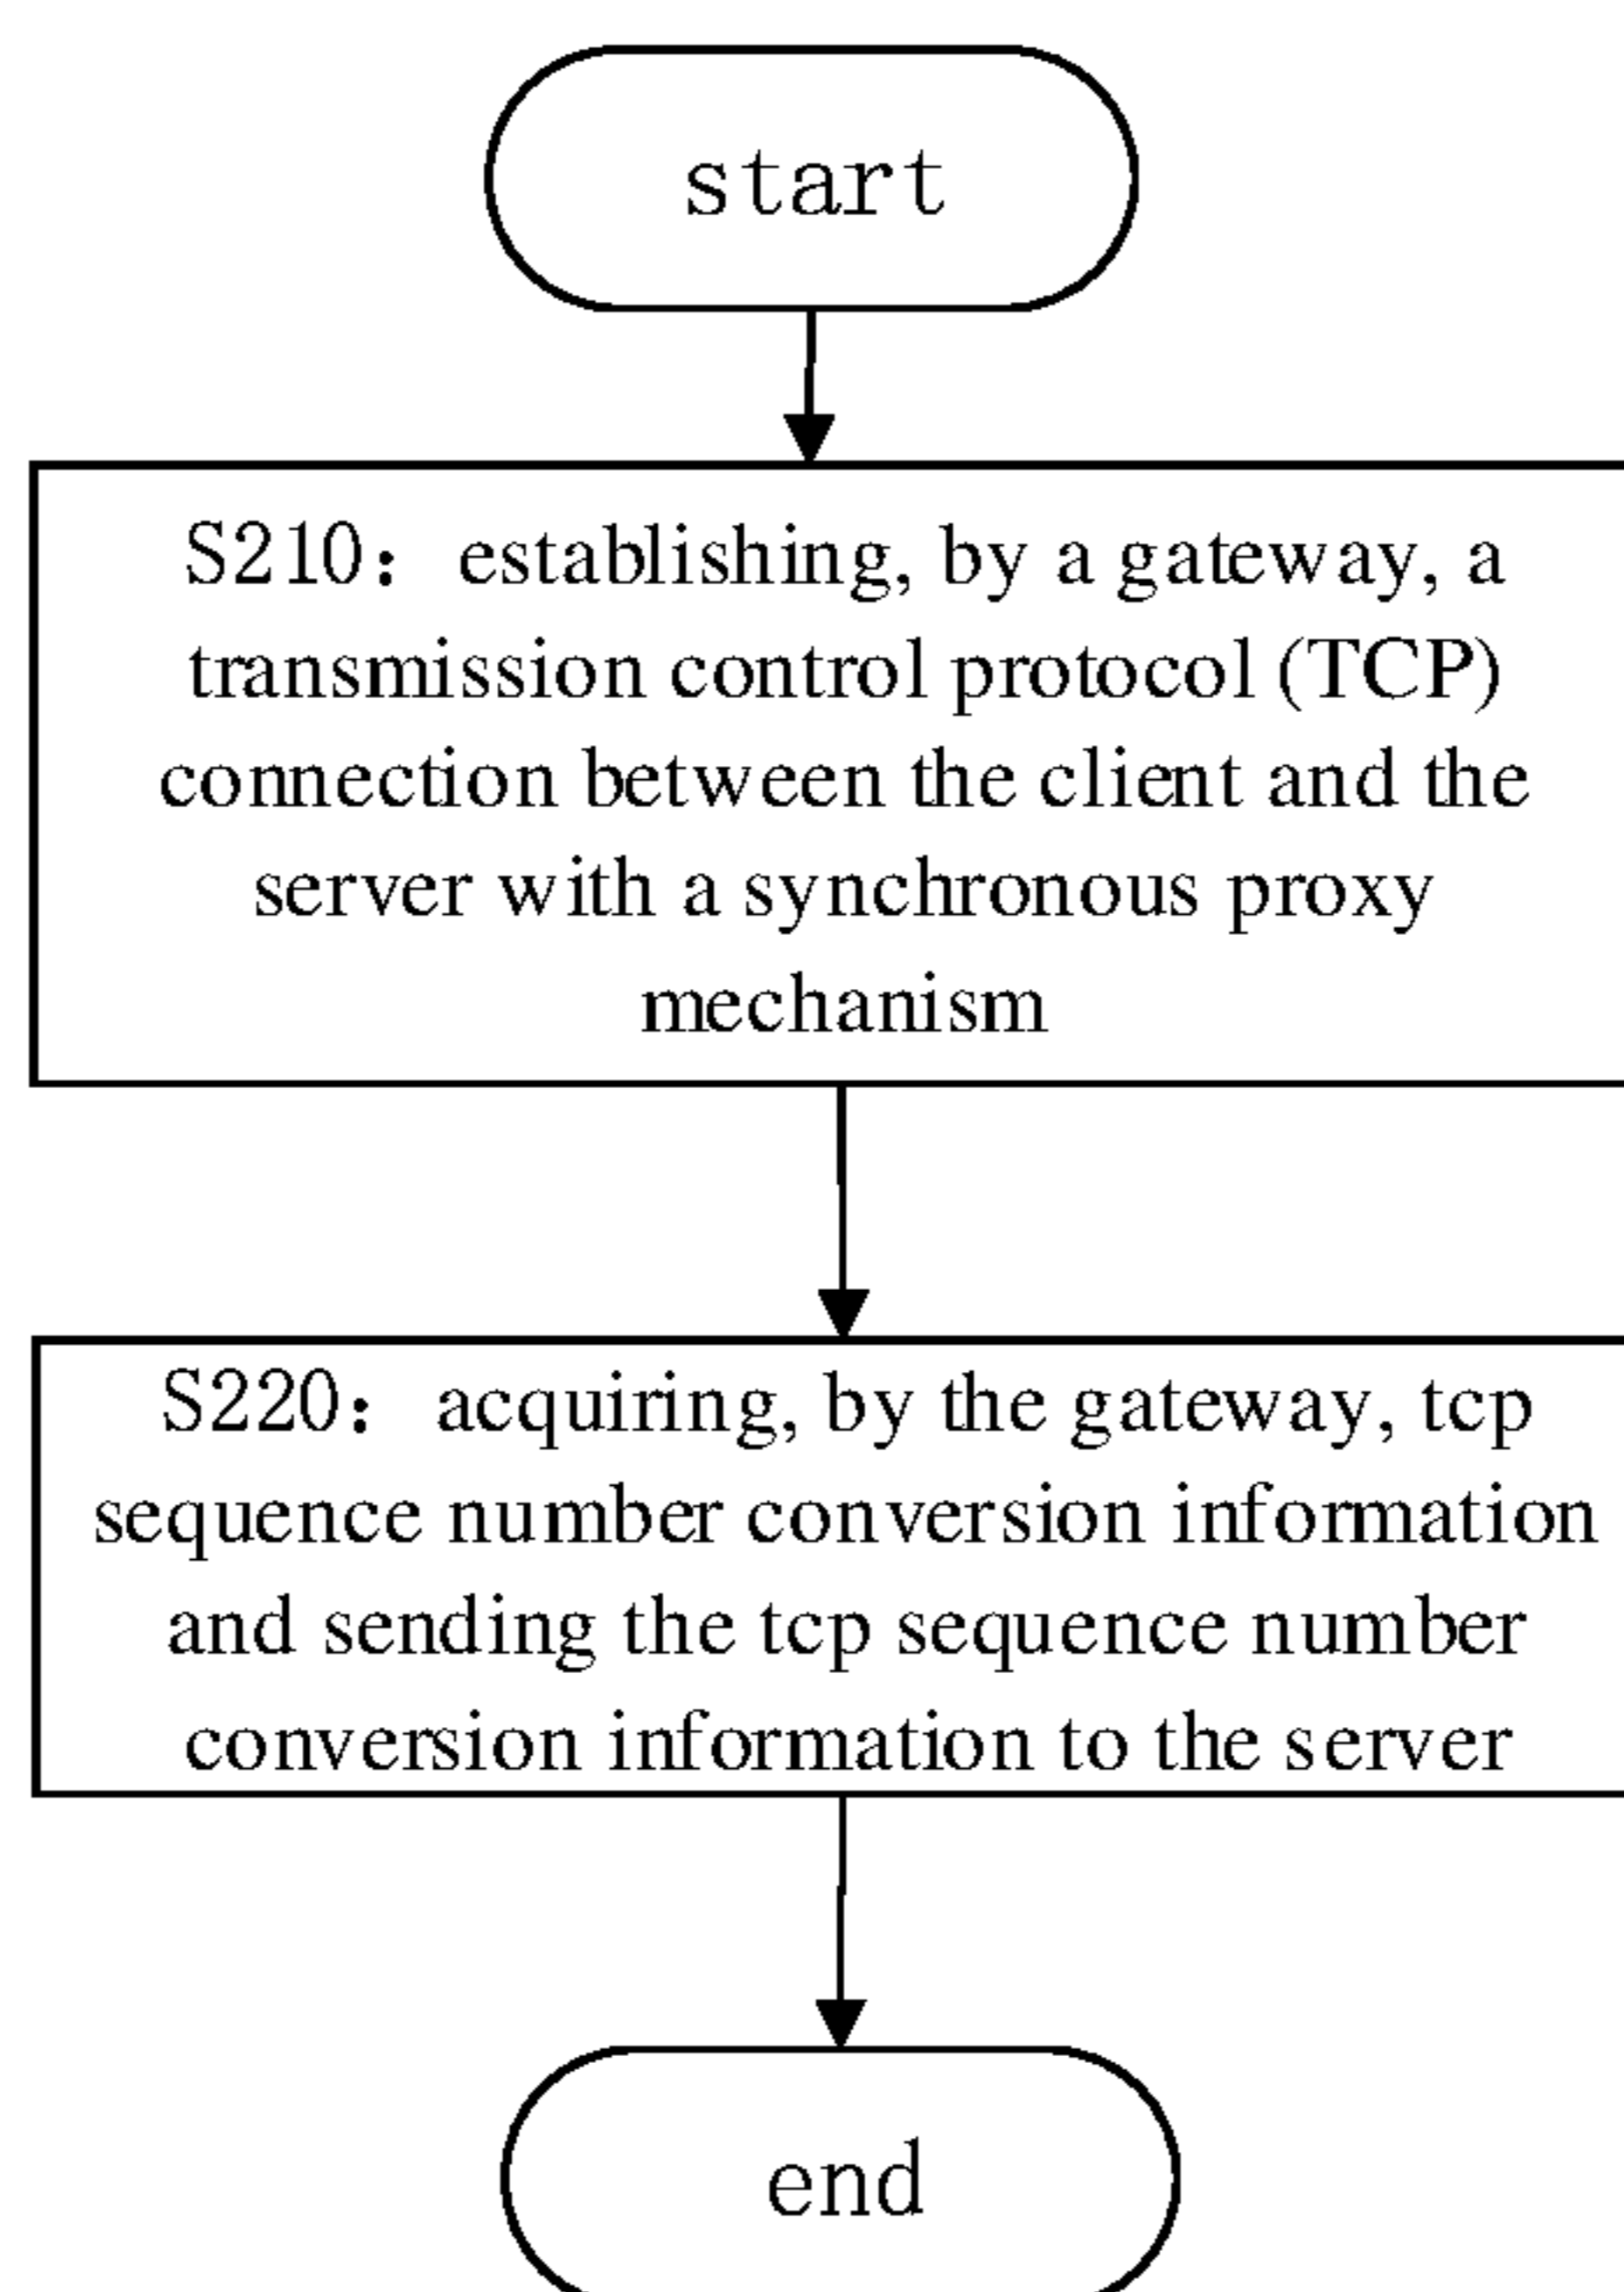 start
S210： establishing, by a gateway, a
transmission control protocol (TCP)
connection between the client and the
server with a synchronous proxy
mechanism
S220： acquiring, by the gateway, tcp
sequence number conversion information
and sending the tcp sequence number
conversion information to the server
end